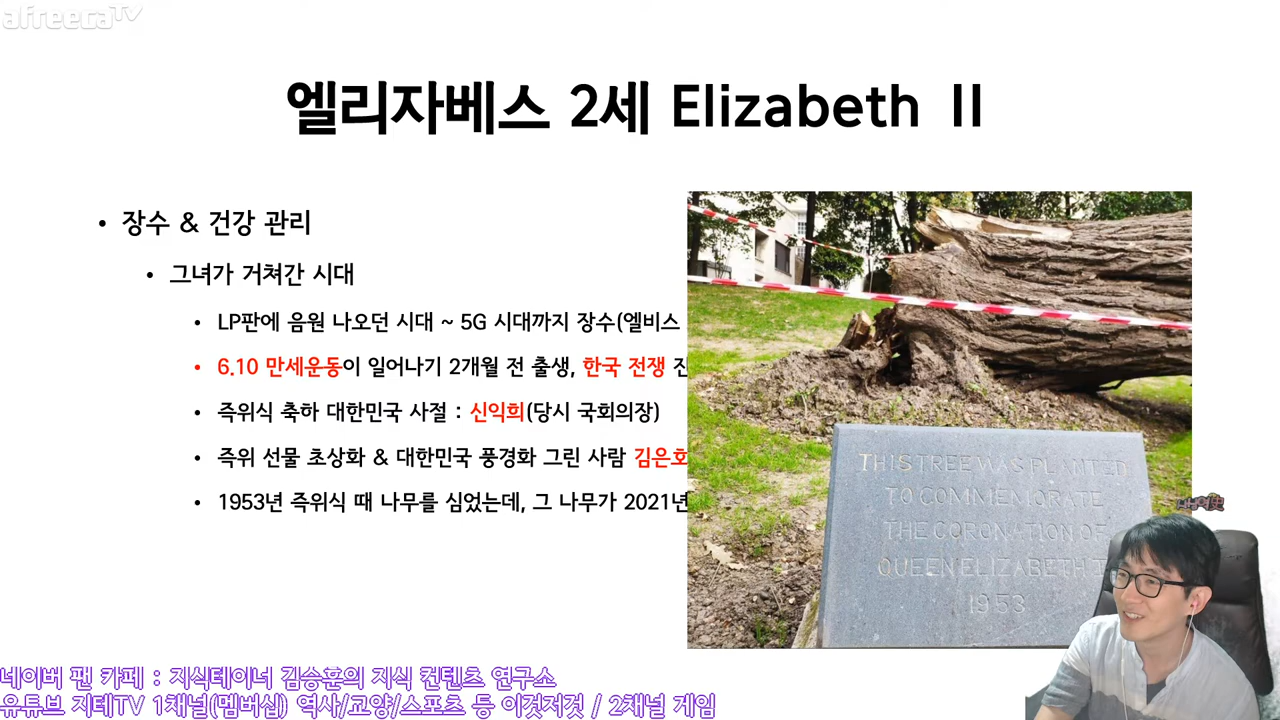 afreecaTV
엘리자베스 2세 Elizabeth Ⅱ
• 장수 & 건강 관리
• 그녀가 거쳐간 시대
• LP판에 음원 나오던 시대 ~ 5G 시대까지 장수(엘비스
• 6.10 만세운동이 일어나기 2개월 전 출생, 한국 전쟁 진
• 즉위식 축하 대한민국 사절 : 신익희(당시 국회의장)
• 즉위 선물 초상화 & 대한민국 풍경화 그린 사람 김은호
• 1953년 즉위식 때 나무를 심었는데, 그 나무가 2021년
THIS TREE WAS PLANTED
TO COMMEMORATE
THE CORONATION OF
QUEEN ELIZABETH
1953
네이버 팬 카페 : 지식테이너 김승훈의 지식 컨텐츠 연구소
유튜브 지테TV 1채널(멤버십) 역사/교양/스포츠 등 이것저것 / 2채널 게임